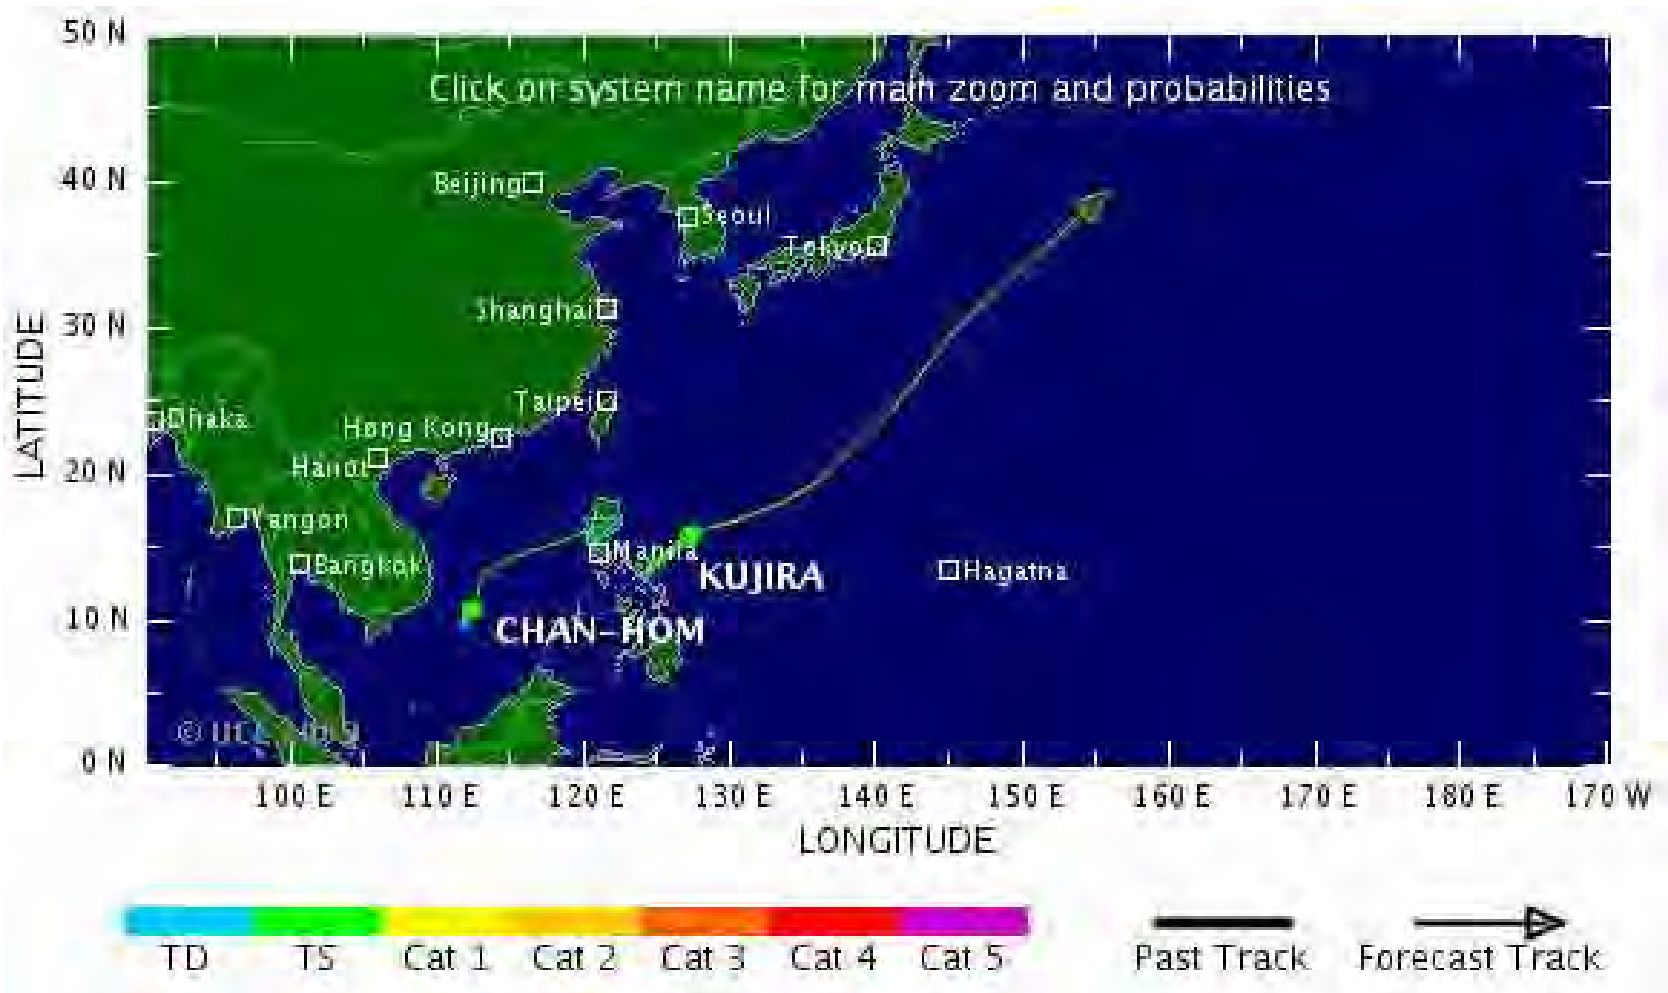 50 N
Click on system name for main zoom and probabilities
40 N
Beijing
Seoul
Tokyo
Shanghai
30 N
LATITUDE
Taipei
Dhaka
Hong Kong
Hanoi
20 N
Yangon
Manila
Bangkok
KUJIRA
Hagatna
10 N
CHAN-HOM
©
0 N
100 E 110 E 120 E 130 E 140 E 150 E 160 E 170 E 180 E 170 W
LONGITUDE
TD TS Cat 1 Cat 2 Cat 3 Cat 4 Cat 5
Past Track Forecast Track